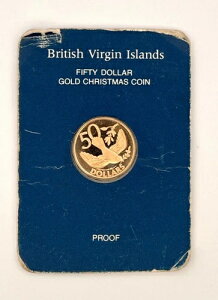 British Virgin Islands
FIFTY DOLLAR
GOLD CHRISTMAS COIN
50
DOLLARS
PROOF